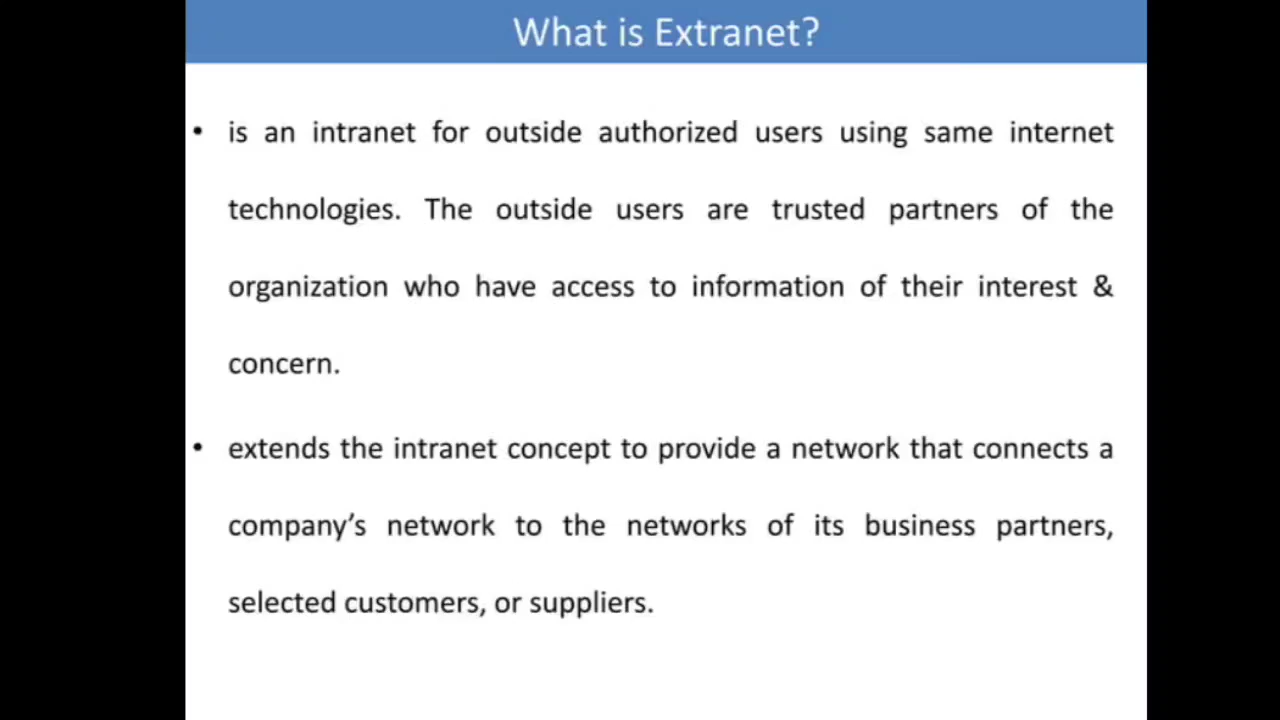 What is Extranet?
• is an intranet for outside authorized users using same internet
technologies. The outside users are trusted partners of the
organization who have access to information of their interest &
concern.
• extends the intranet concept to provide a network that connects a
company’s network to the networks of its business partners,
selected customers, or suppliers.